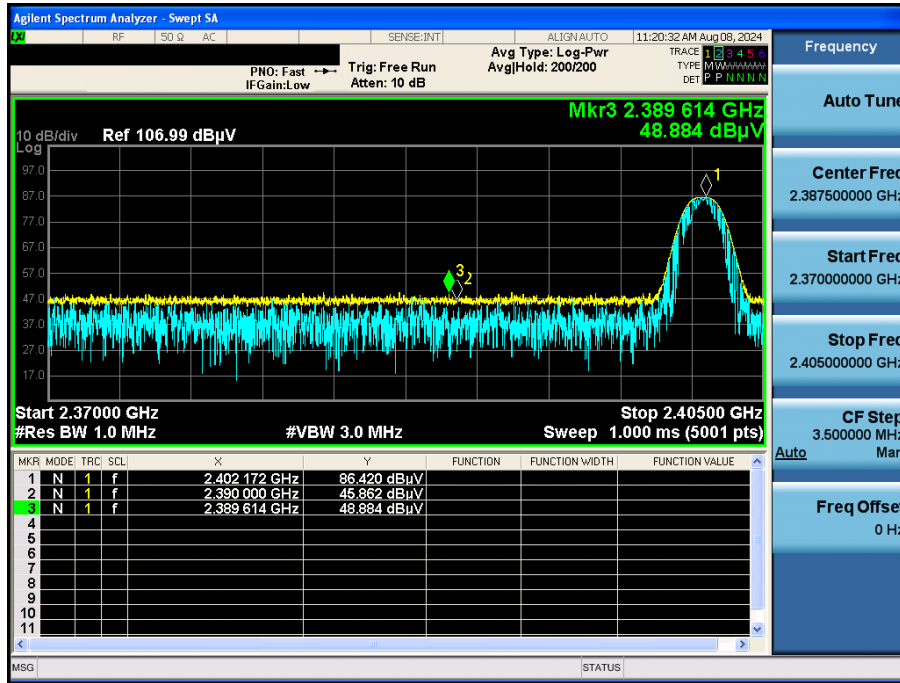 Agilent Spectrum Analyzer - Swept SA
LXI RF 50 Ω AC SENSE:INT ALIGN AUTO 11:20:32 AM Aug 08, 2024
PNO: Fast Trig: Free Run Avg Type: Log-Pwr TRACE 1 2 3 4 5 6
IFGain:Low Atten: 10 dB Avg|Hold: 200/200 TYPE M
DET P P N N N N
Mkr3 2.389 614 GHz
48.884 dBµV
10 dB/div Ref 106.99 dBµV
Log
97.0
87.0
77.0
67.0
57.0
47.0
37.0
27.0
17.0
1
3
2
Start 2.37000 GHz Stop 2.40500 GHz
#Res BW 1.0 MHz #VBW 3.0 MHz Sweep 1.000 ms (5001 pts)
MKR MODE TRC SCL X Y FUNCTION FUNCTION WIDTH FUNCTION VALUE
1 N 1 f 2.402 172 GHz 86.420 dBµV
2 N 1 f 2.390 000 GHz 45.862 dBµV
3 N 1 f 2.389 614 GHz 48.884 dBµV
4
5
6
7
8
9
10
11
MSG STATUS
Frequency
Auto Tune
Center Freq
2.387500000 GHz
Start Freq
2.370000000 GHz
Stop Freq
2.405000000 GHz
CF Step
3.500000 MHz
Auto Man
Freq Offset
0 Hz